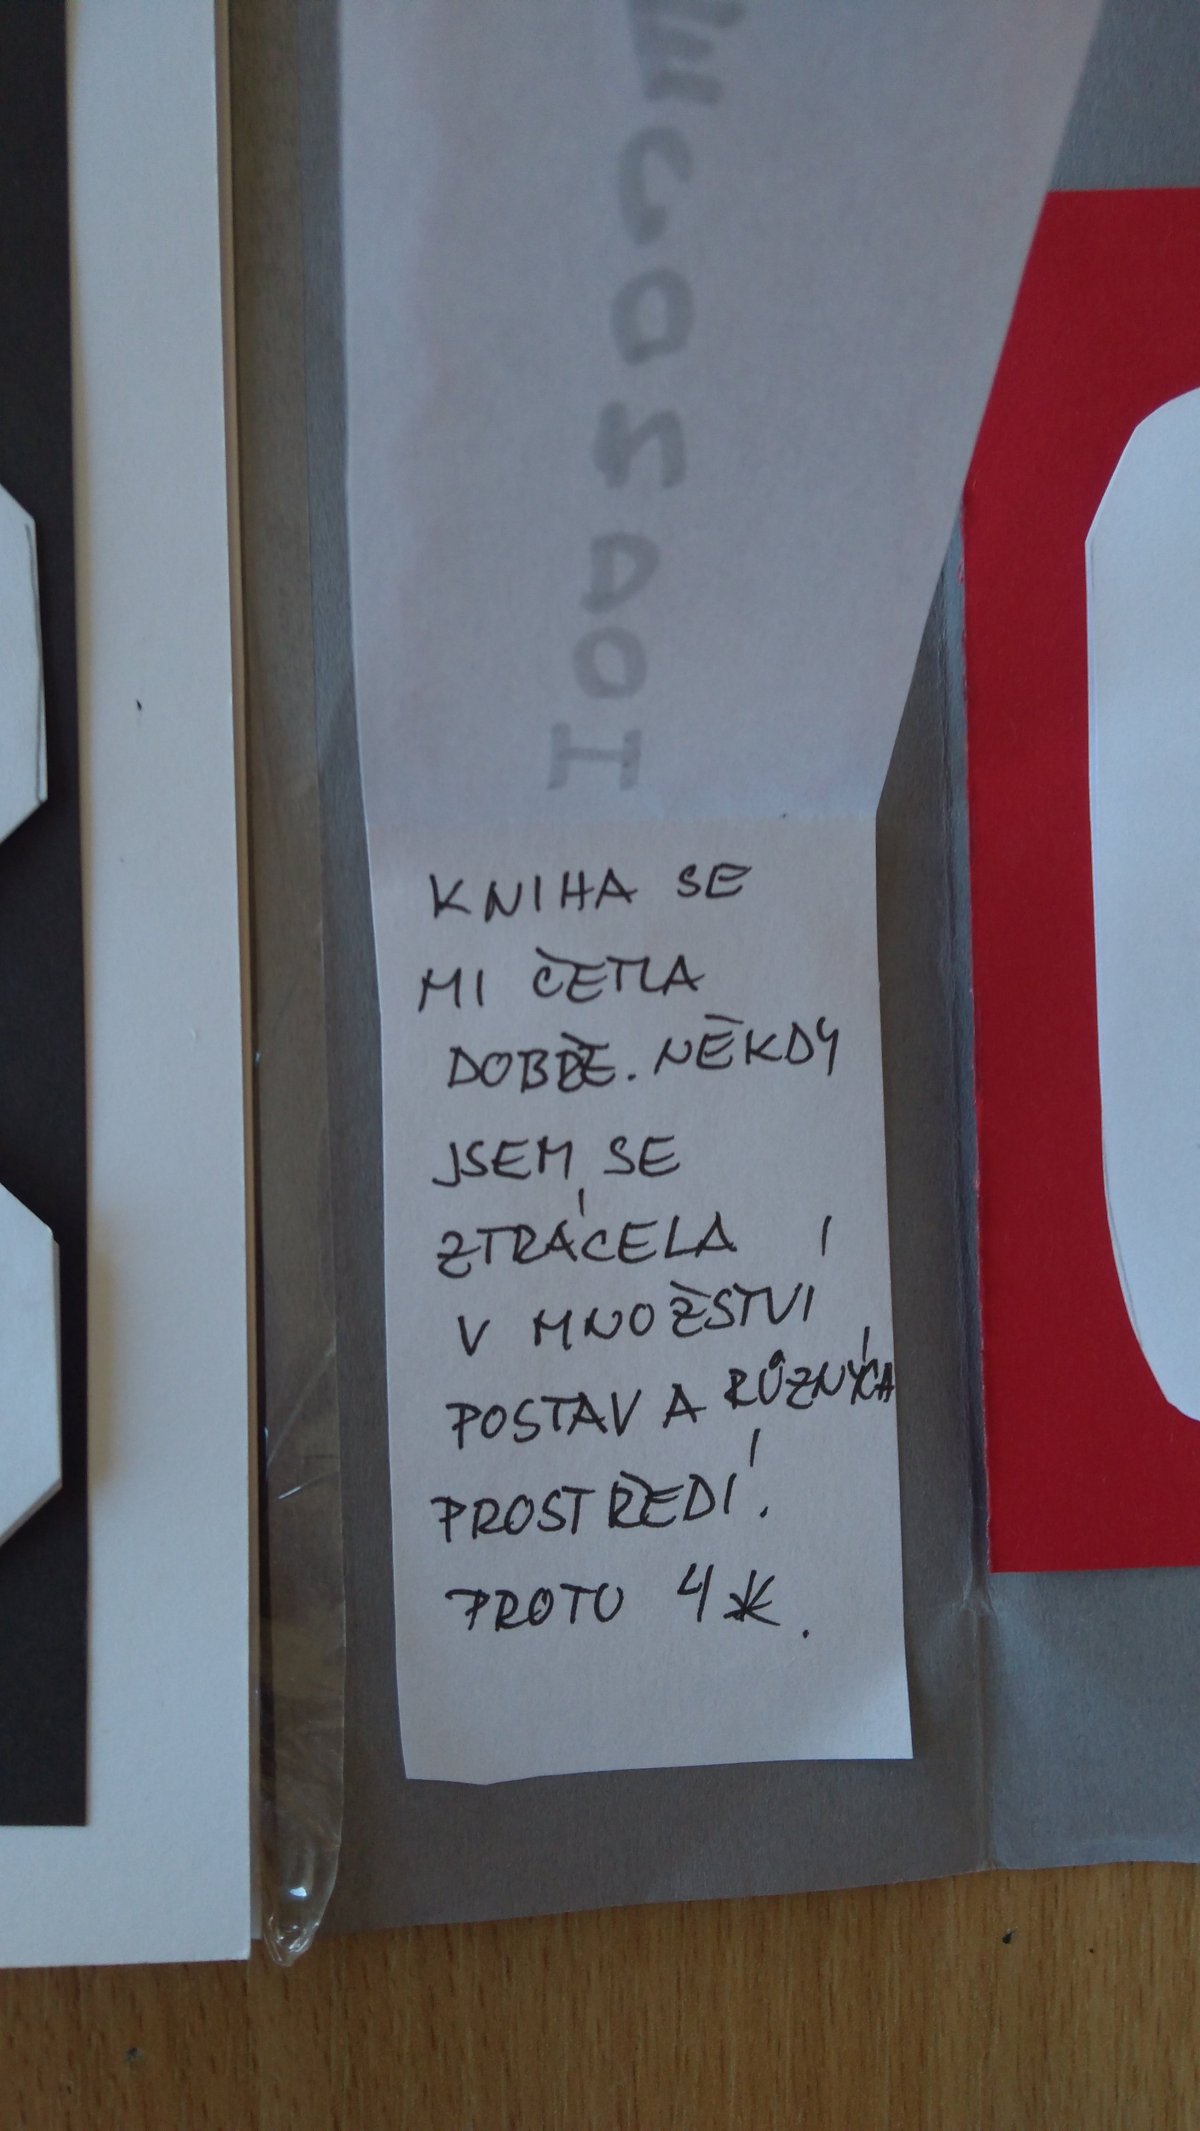 KNIHA SE
MI ČETLA
DOBŘE. NĚKDY
JSEM SE
ZTRÁCELA
V MNOŽSTVÍ
POSTAV A RŮZNÝCH
PROSTŘEDÍ.
PROTO 4*.